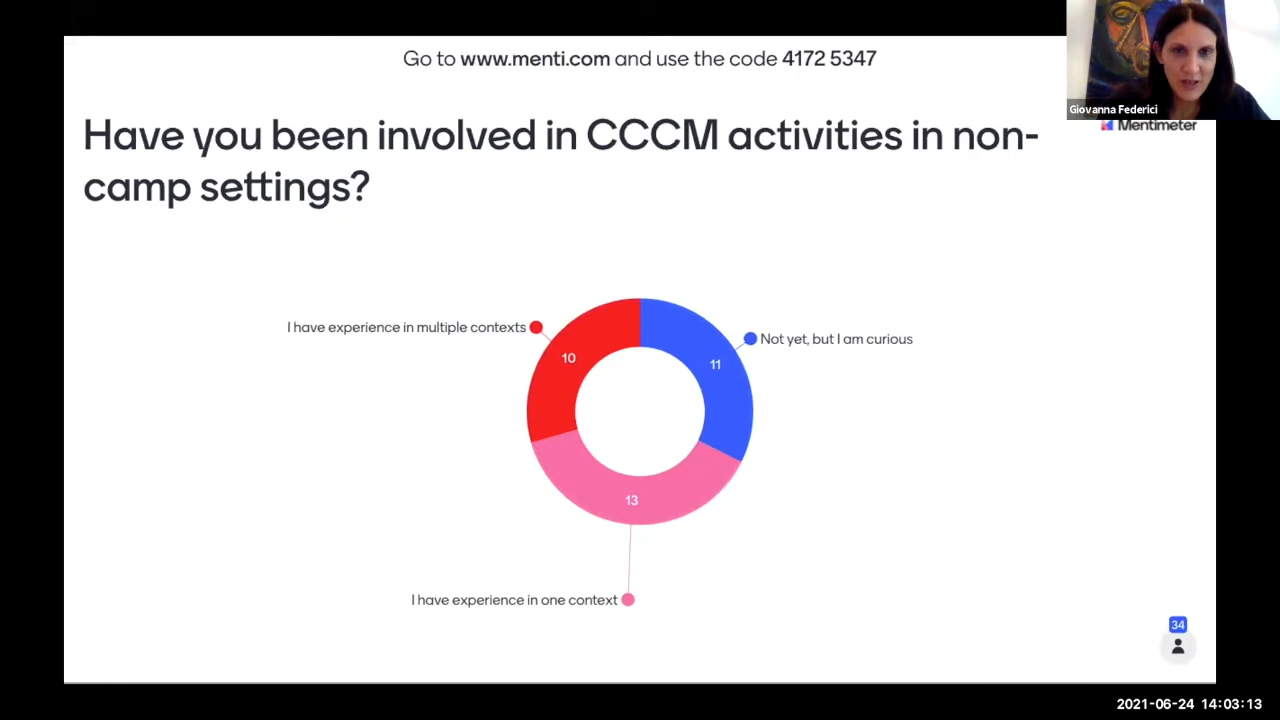 Go to www.menti.com and use the code 4172 5347
Giovanna Federici
Mentimeter
Have you been involved in CCCM activities in non-
camp settings?
I have experience in multiple contexts
10
Not yet, but I am curious
11
13
I have experience in one context
34
2021-06-24 14:03:13